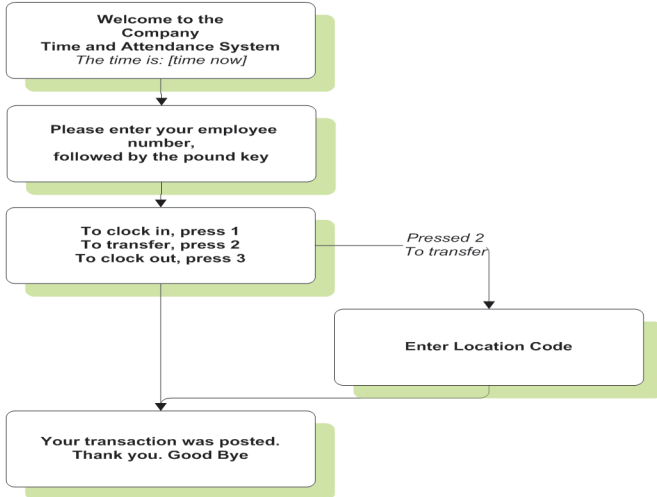 Welcome to the
Company
Time and Attendance System
The time is: [time now]
Please enter your employee
number,
followed by the pound key
To clock in, press 1
To transfer, press 2
To clock out, press 3
Pressed 2
To transfer
Enter Location Code
Your transaction was posted.
Thank you. Good Bye